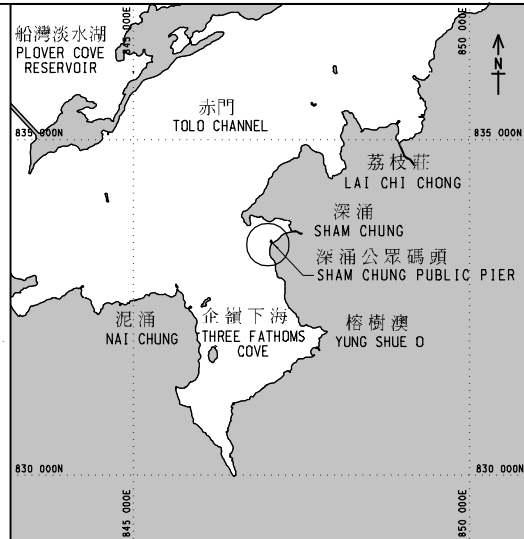 845 000E
850 000E
船灣淡水湖
PLOVER COVE
RESERVOIR
N
赤門
TOLO CHANNEL
835 000N
835 000N
荔枝莊
LAI CHI CHONG
深涌
SHAM CHUNG
深涌公眾碼頭
SHAM CHUNG PUBLIC PIER
泥涌
NAI CHUNG
企嶺下海
THREE FATHOMS
COVE
榕樹澳
YUNG SHUE O
830 000N
830 000N
845 000E
850 000E